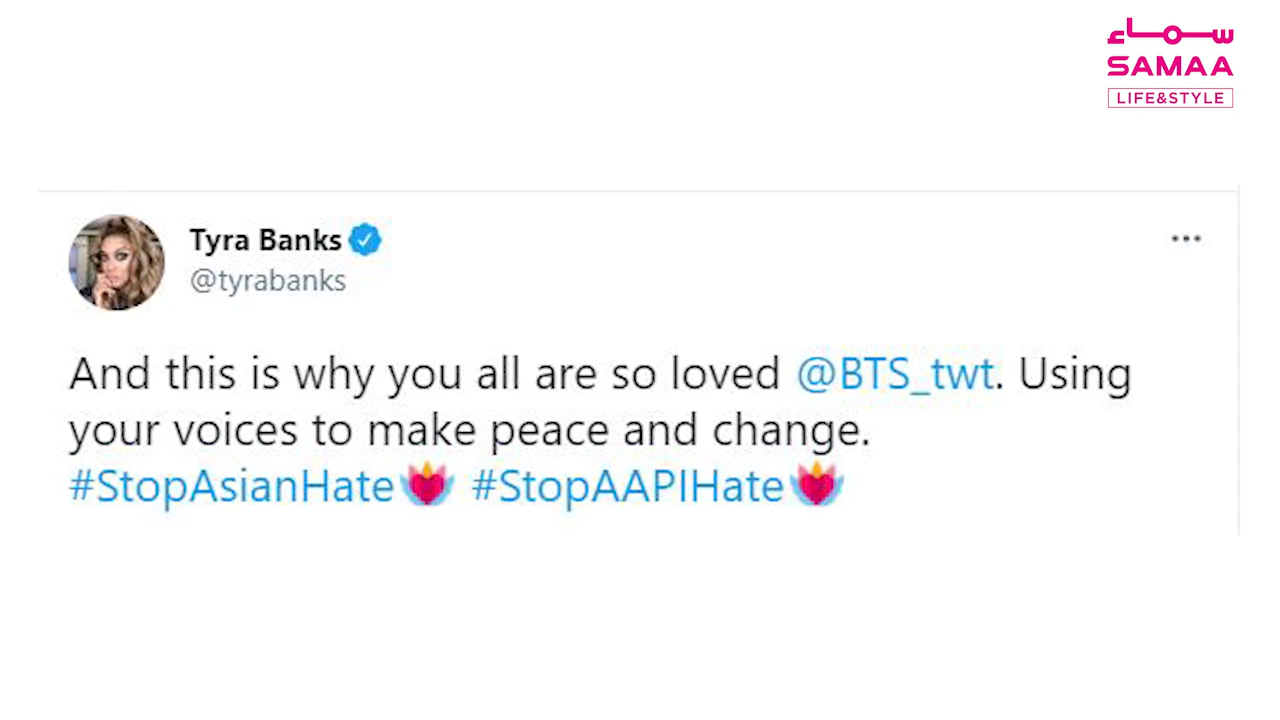 سماء
SAMAA
LIFE&STYLE
Tyra Banks
@tyrabanks
And this is why you all are so loved @BTS_twt. Using
your voices to make peace and change.
#StopAsianHate #StopAAPIHate